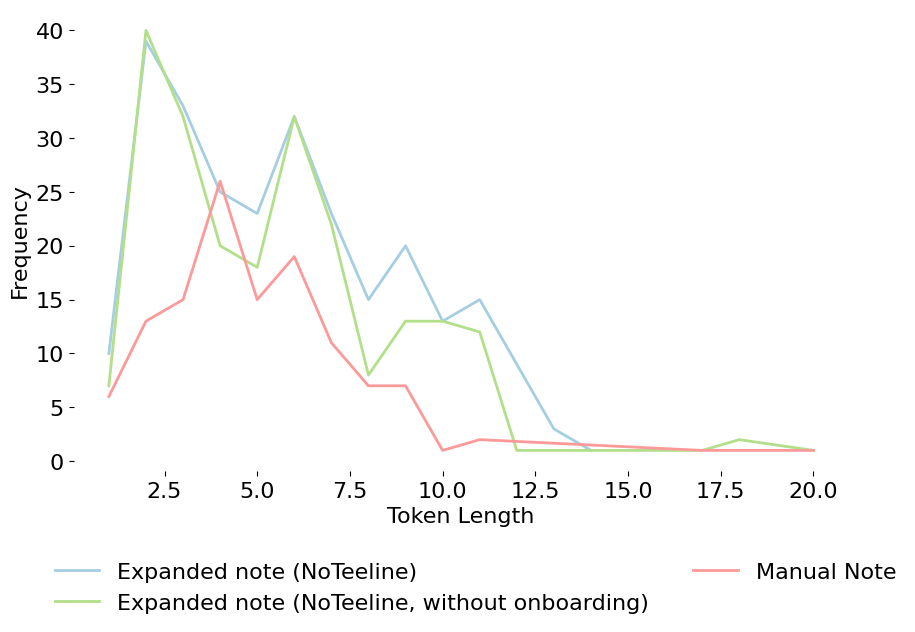 40
35
30
25
20
15
10
5
0
Frequency
2.5 5.0 7.5 10.0 12.5 15.0 17.5 20.0
Token Length
Expanded note (NoTeeline) Manual Note
Expanded note (NoTeeline, without onboarding)